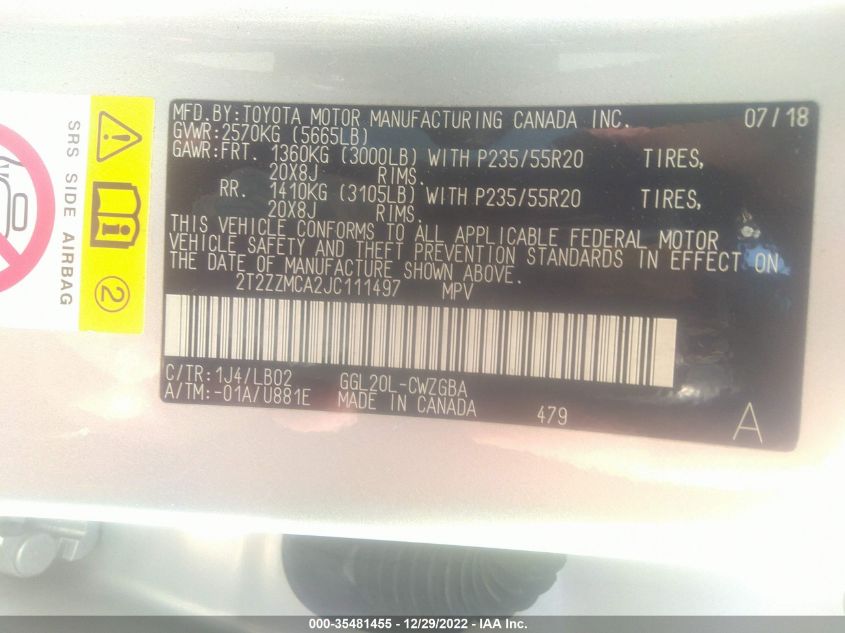 SRS SIDE AIRBAG
2
MFD.BY:TOYOTA MOTOR MANUFACTURING CANADA INC. 07/18
GVWR:2570KG (5665LB)
GAWR:FRT. 1360KG (3000LB) WITH P235/55R20 TIRES,
20X8J RIMS.
RR. 1410KG (3105LB) WITH P235/55R20 TIRES,
20X8J RIMS.
THIS VEHICLE CONFORMS TO ALL APPLICABLE FEDERAL MOTOR
VEHICLE SAFETY AND THEFT PREVENTION STANDARDS IN EFFECT ON
THE DATE OF MANUFACTURE SHOWN ABOVE.
2T2ZZMCA2JC111497 MPV
C/TR:1J4/LB02 GGL20L-CWZGBA
A/TM:-01A/U881E MADE IN CANADA 479 A
000-35481455 - 12/29/2022 - IAA Inc.